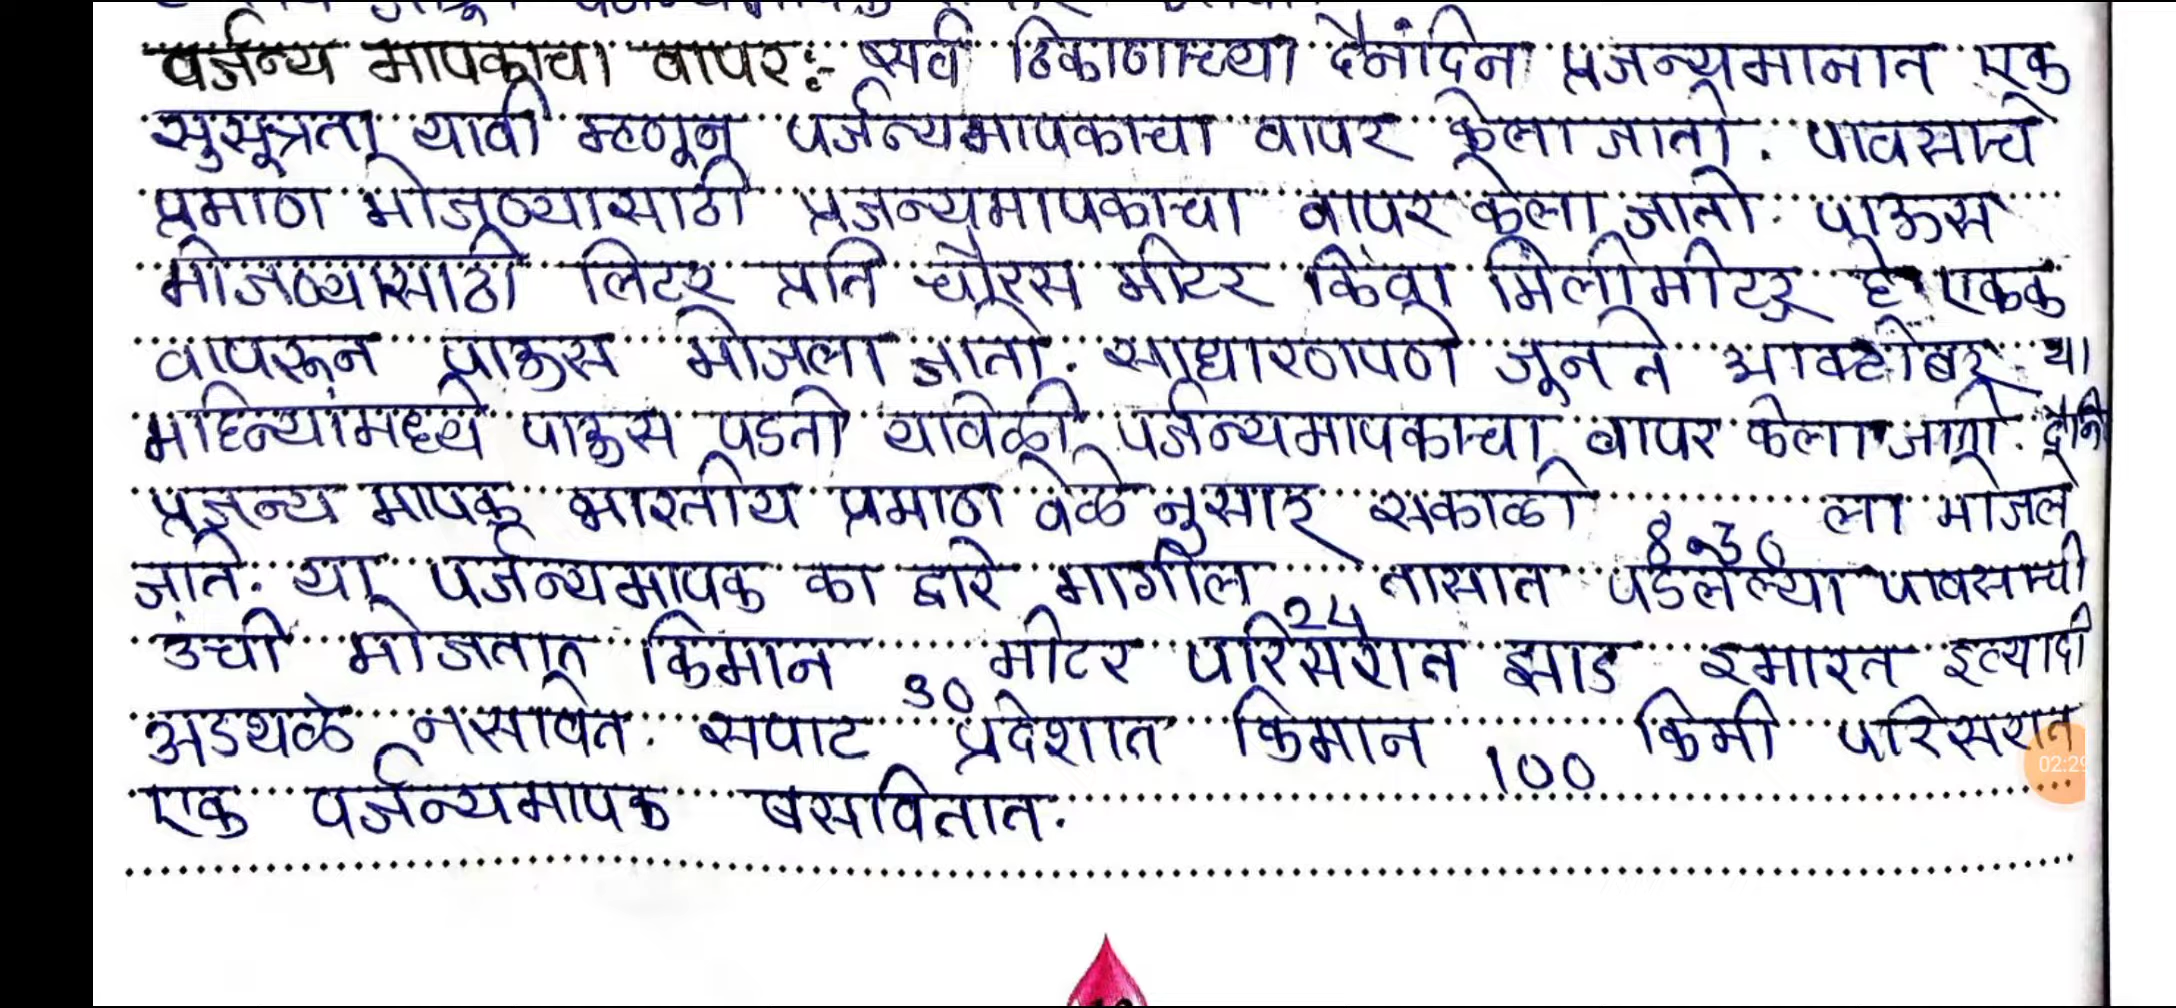 पर्जन्य मापकाचा वापर:- सर्व ठिकाणाच्या दैनांदिन प्रजन्यमानात एक
सुसूत्रता यावी म्हणून पर्जन्यमापकाचा वापर केला जातो. पावसाचे
प्रमाण मोजण्यासाठी प्रजन्यमापकाचा वापर केला जातो. पाऊस
मोजण्यासाठी लिटर प्रति चौरस मीटर किंवा मिलीमीटर हे एकक
वापरून पाऊस मोजला जातो. साधारणपणे जून ते आक्टोंबर या
महिन्यांमध्ये पाऊस पडतो यावेळी पर्जन्यमापकाचा वापर केला जातो.
प्रजन्य मापक भारतीय प्रमाण वेळे नुसार सकाळी 8.30 ला मोजले
जाते. या पर्जन्यमापक का द्वारे मागील 24 तासात पडलेल्या पावसाची
उंची मोजतात किमान 30 मीटर परिसरात झाड इमारत इत्यादी
अडथळे नसावेत. सपाट प्रदेशात किमान 100 किमी परिसरात
एक पर्जन्यमापक बसवितात.
02:29